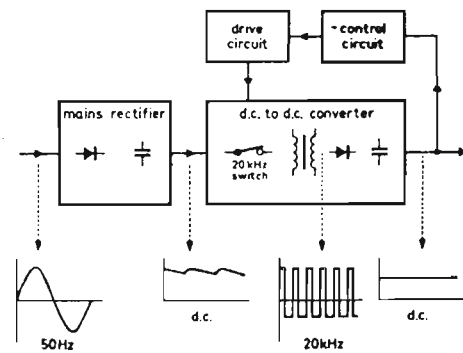 drive
circuit
control
circuit
mains rectifier
d.c. to d.c. converter
20kHz
switch
50Hz
d.c.
20kHz
d.c.